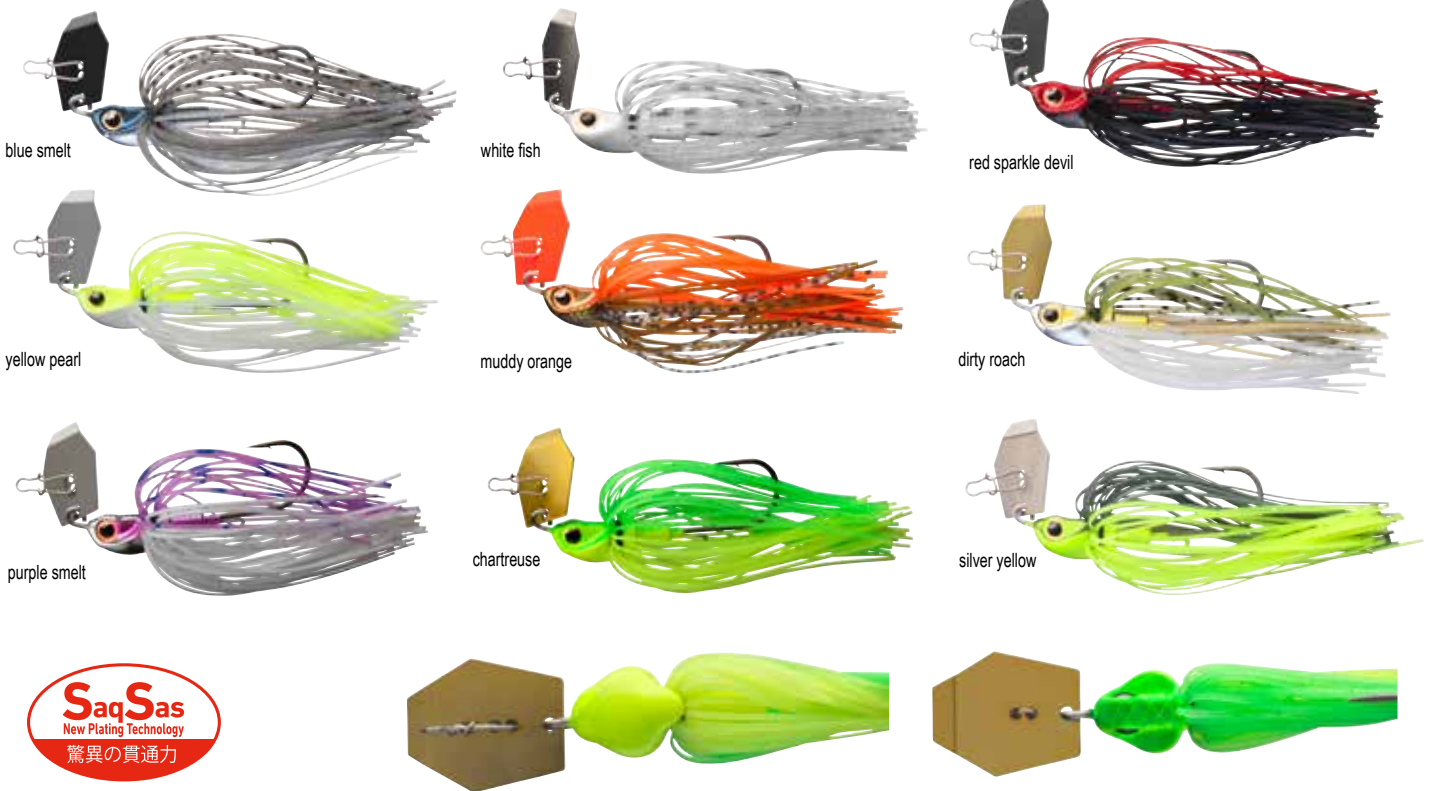 blue smelt
white fish
red sparkle devil
yellow pearl
muddy orange
dirty roach
purple smelt
chartreuse
silver yellow
SaqSas
New Plating Technology
驚異の貫通力